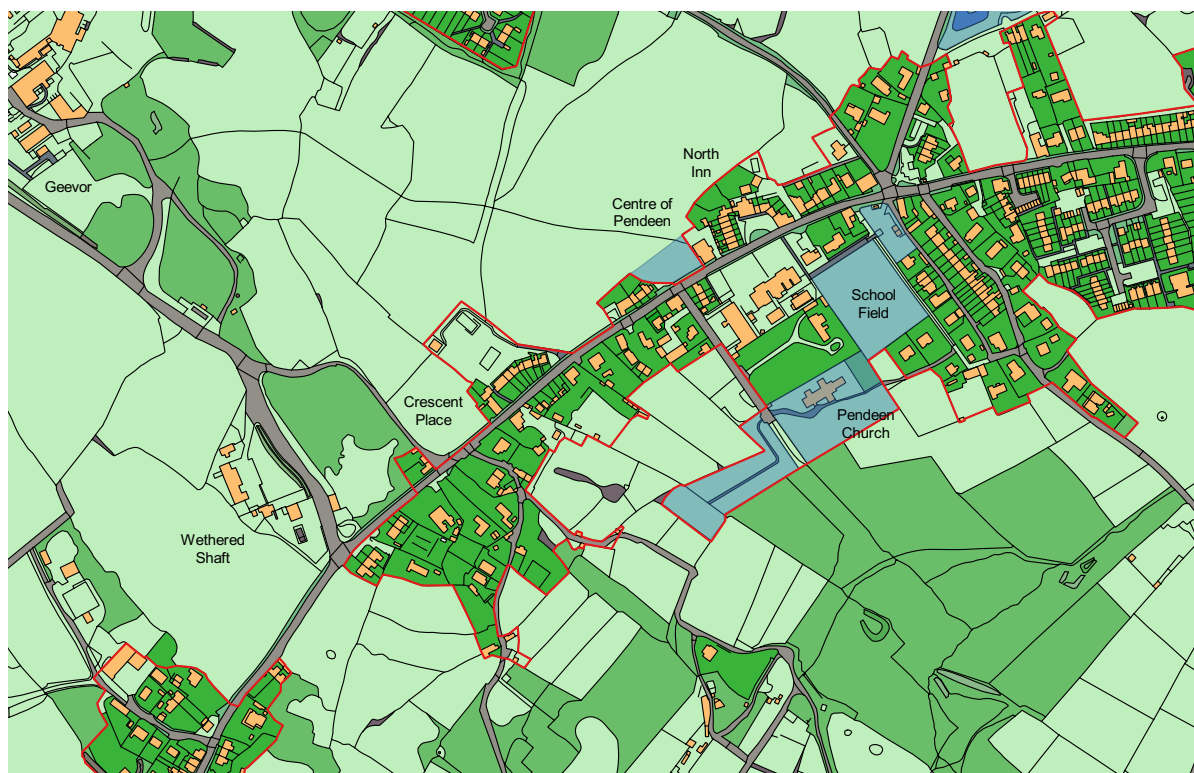 North
Inn
Geevor
Centre of
Pendeen
School
Field
Crescent
Place
Pendeen
Church
Wethered
Shaft